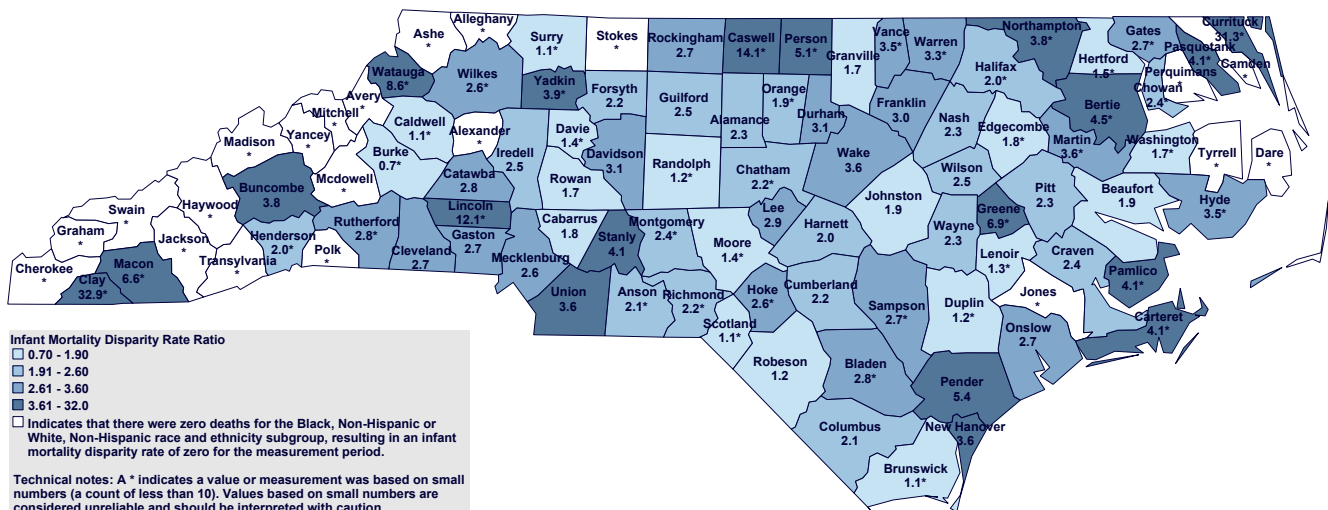 Alleghany
*
Ashe
*
Surry
1.1*
Stokes
*
Rockingham
2.7
Caswell
14.1*
Person
5.1*
Granville
1.7
Vance
3.5*
Warren
3.3*
Northampton
3.8*
Gates
2.7*
Currituck
31.3*
Pasquotank
4.1*
Camden
*
Hertford
1.5*
Perquimans
*
Chowan
2.4*
Watauga
8.6*
Wilkes
2.6*
Yadkin
3.9*
Forsyth
2.2
Guilford
2.5
Alamance
2.3
Orange
1.9*
Durham
3.1
Franklin
3.0
Halifax
2.0*
Bertie
4.5*
Avery
*
Mitchell
*
Yancey
*
Madison
*
Caldwell
1.1*
Alexander
*
Iredell
2.5
Davie
1.4*
Davidson
3.1
Randolph
1.2*
Chatham
2.2*
Wake
3.6
Nash
2.3
Edgecombe
1.8*
Martin
3.6*
Washington
1.7*
Tyrrell
*
Dare
*
Burke
0.7*
Mcdowell
*
Buncombe
3.8
Haywood
*
Catawba
2.8
Rowan
1.7
Johnston
1.9
Wilson
2.5
Pitt
2.3
Beaufort
1.9
Hyde
3.5*
Swain
*
Graham
*
Jackson
*
Cherokee
*
Clay
32.9*
Macon
6.6*
Transylvania
*
Henderson
2.0*
Polk
*
Rutherford
2.8*
Cleveland
2.7
Lincoln
12.1*
Gaston
2.7
Mecklenburg
2.6
Cabarrus
1.8
Stanly
4.1
Montgomery
2.4*
Moore
1.4*
Lee
2.9
Harnett
2.0
Wayne
2.3
Greene
6.9*
Lenoir
1.3*
Craven
2.4
Pamlico
4.1*
Union
3.6
Anson
2.1*
Richmond
2.2*
Scotland
1.1*
Hoke
2.6*
Cumberland
2.2
Sampson
2.7*
Duplin
1.2*
Jones
*
Onslow
2.7
Carteret
4.1*
Robeson
1.2
Bladen
2.8*
Pender
5.4
New Hanover
3.6
Columbus
2.1
Brunswick
1.1*
Infant Mortality Disparity Rate Ratio
0.70 - 1.90
1.91 - 2.60
2.61 - 3.60
3.61 - 32.0
Indicates that there were zero deaths for the Black, Non-Hispanic or
White, Non-Hispanic race and ethnicity subgroup, resulting in an infant
mortality disparity rate of zero for the measurement period.
Technical notes: A * indicates a value or measurement was based on small
numbers (a count of less than 10). Values based on small numbers are
considered unreliable and should be interpreted with caution